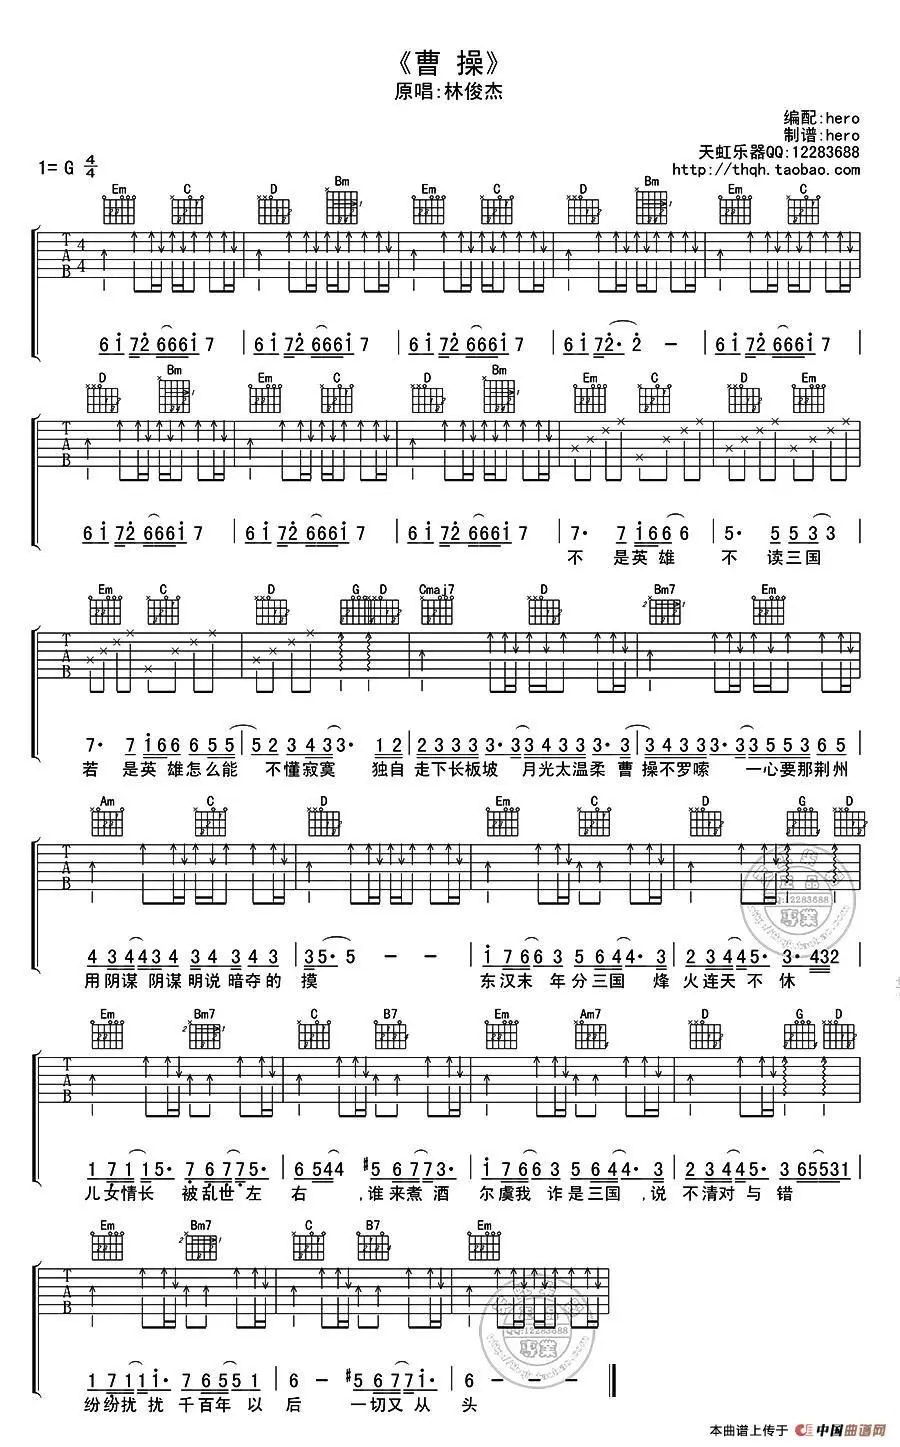 《曹 操》
原唱:林俊杰
编配:hero
制谱:hero
天虹乐器QQ:12283688
http://thqh.taobao.com
1= G 4/4
Em C D Bm Em C D Bm Em C
T A B 4 4
6 i 72 666i 7 6 i 72 666i 7 6 i 72 666i 7 6 i 72· 2 － 6 i 72 666i 7
D Bm Em C D Bm Em C D Em
T A B
6 i 72 666i 7 6 i 72 666i 7 6 i 72 666i 7 7· 7 i66 6 5· 5 5 3 3
不 是英 雄 不 读三国
Em C D G D Cmaj7 D Bm7 Em
T A B
7· 7 i66 6 5 5 5 2 3 4 3 3· 1 2 2 3 3 3 3· 3 3 4 3 3 3 3 4 3 3· 3 3 5 5 3 6 5
若 是英 雄怎么能 不懂寂寞 独自 走下长板坡 月光太温柔 曹 操不罗嗦 一心要那荆州
Am C D Em C D G D
T A B
4 3 4 4 3 4 3 4 3 4 3 3 5· 5 － － i 7 6 6 3 5 6 4 4· 3 2 3 4 4 5· 3· 432
用阴谋 阴谋 明说 暗夺的 摸 东汉末 年分三国 烽 火连天 不 休
Em Bm7 C B7 Em Am7 D G D
T A B
1 7 1 1 5· 7 6 7 7 5· 6 5 4 4 #5 6 7 7 3· i 7 6 6 3 5 6 4 4· 3 2 3 4 4 5· 3 6 5 5 3 1
儿女情长 被乱世 左 右 ,谁来煮 酒 尔虞我 诈是三国 ,说 不清对 与 错
Em Bm7 C B7 Em
T A B
1 7 1 1 1· 7 6 5 5 1 6 － #5 6 7 7 i· 6 － － －
纷纷扰 扰 千百年 以 后 一切又 从 头
QQ:12283688
专业
本曲谱上传于 中国曲谱网